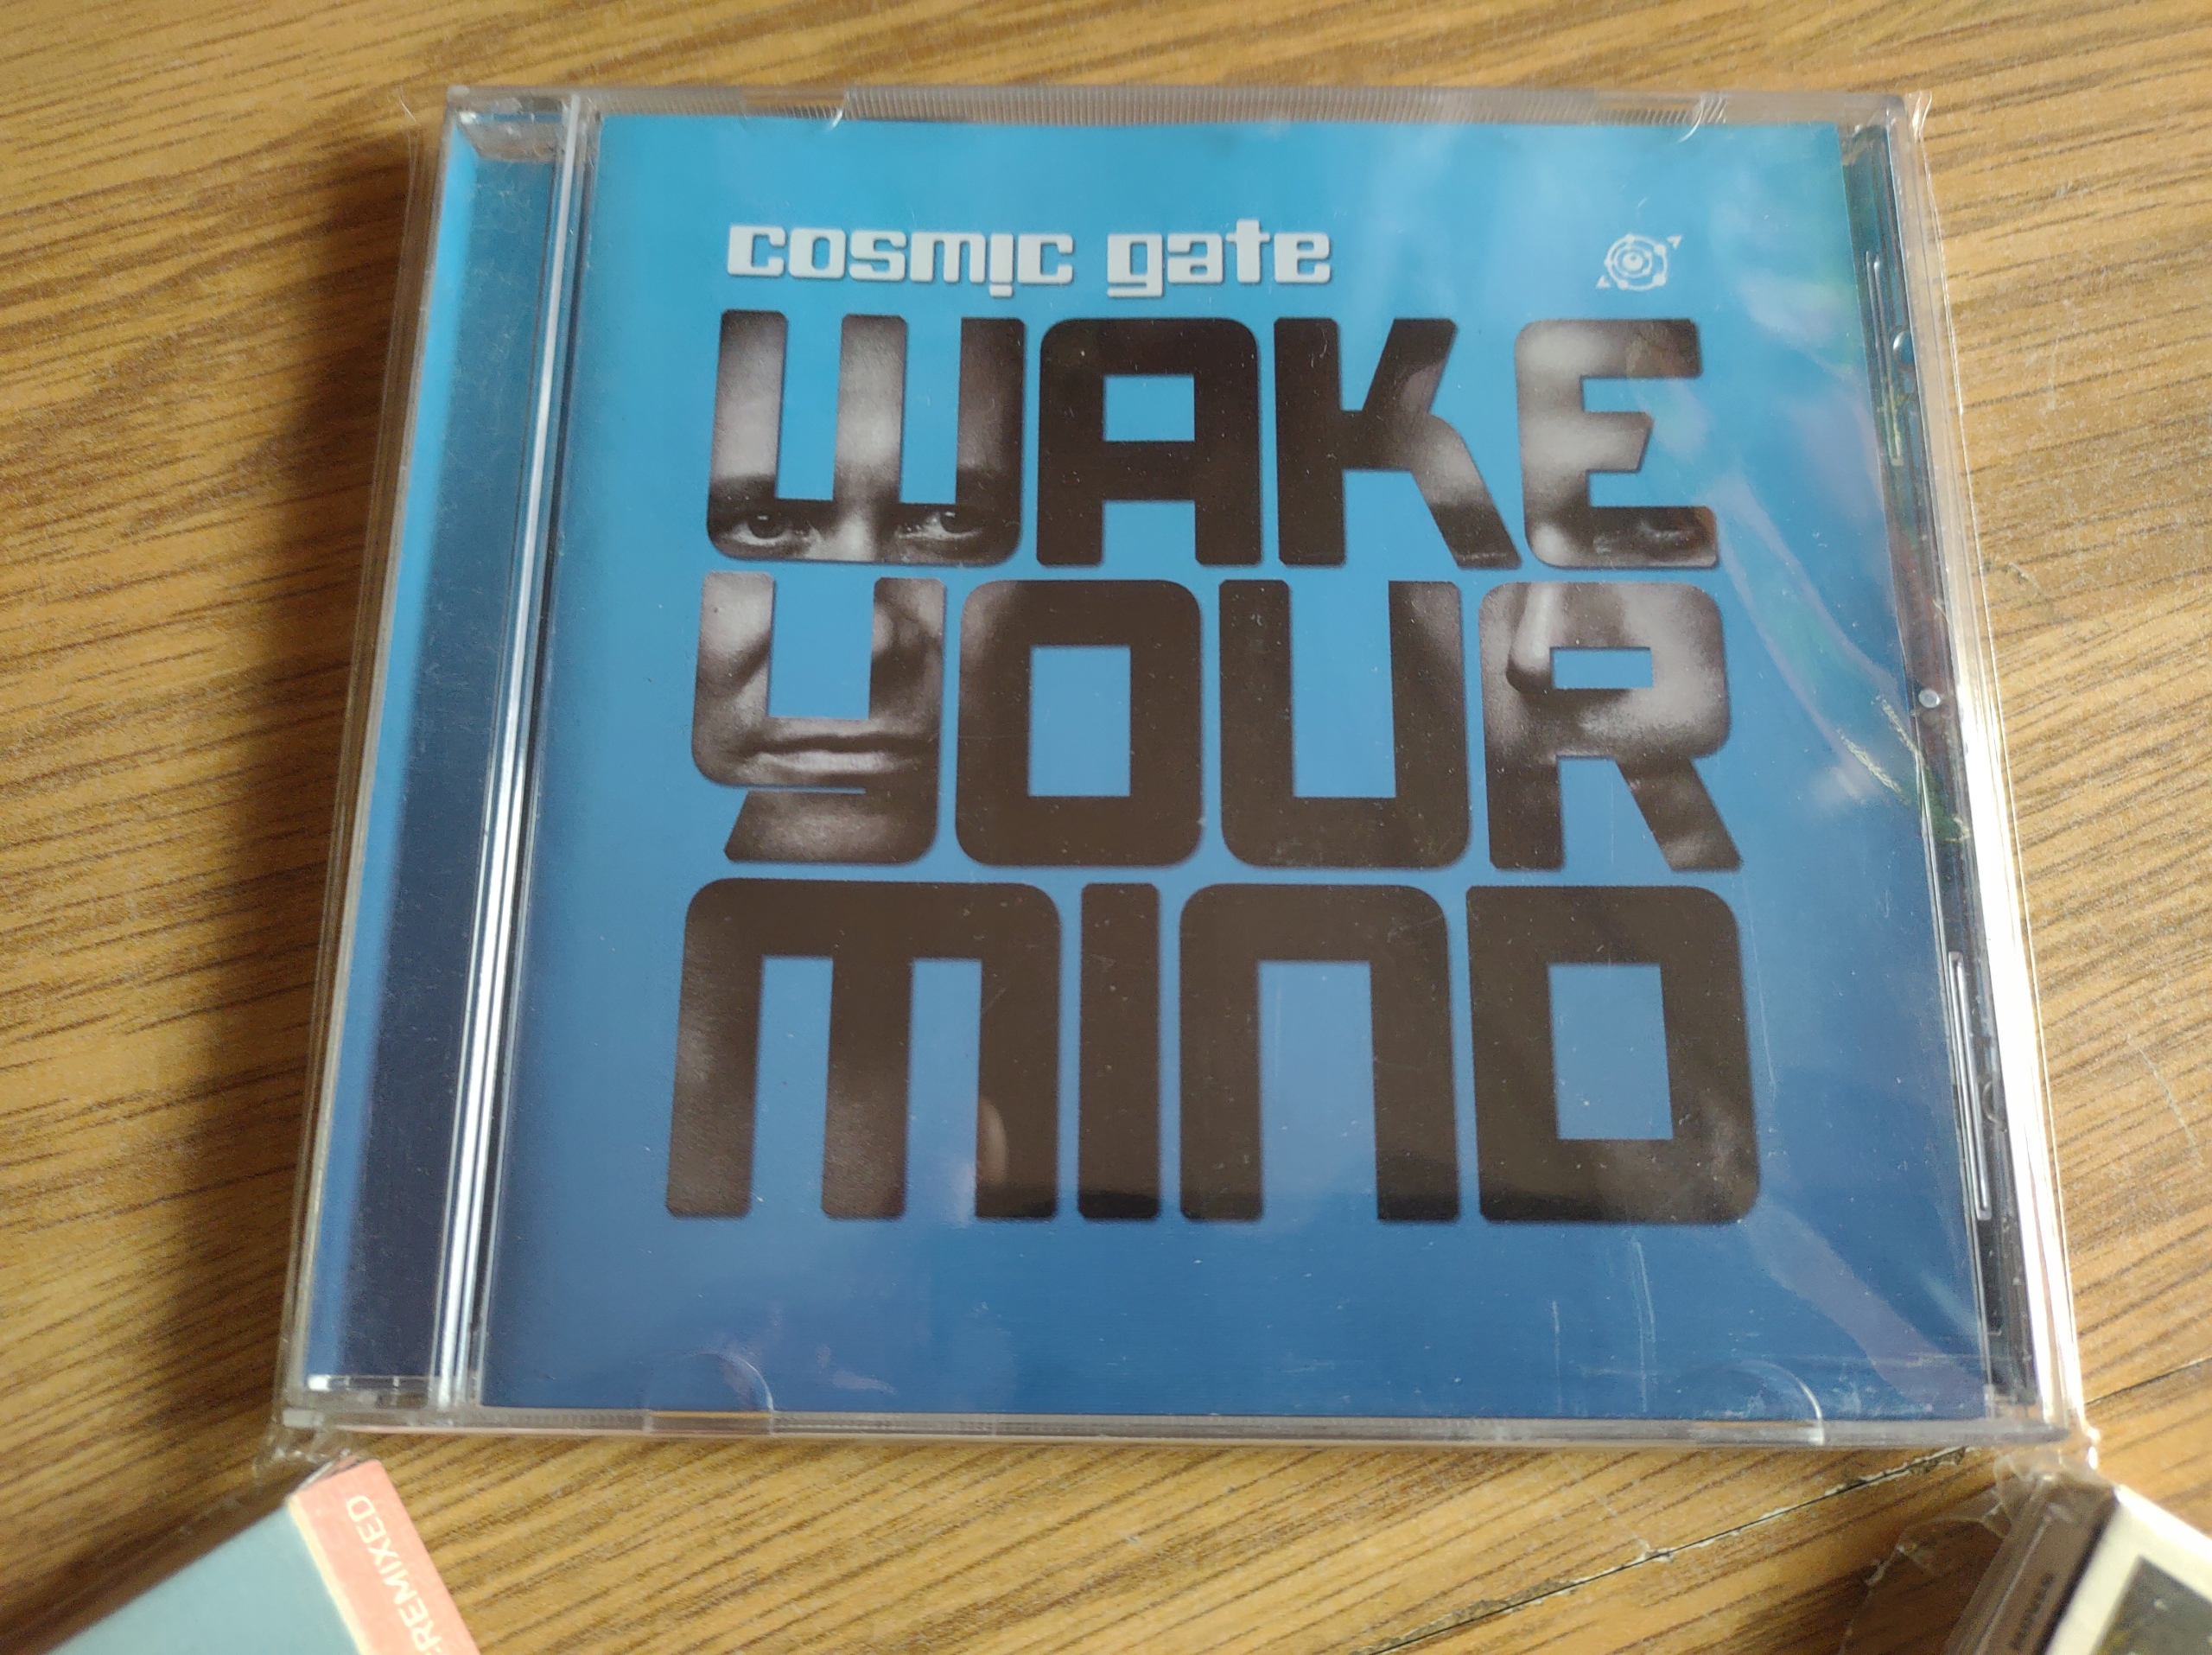 cosmic gate
WAKE
YOUR
MIND
REMIXED